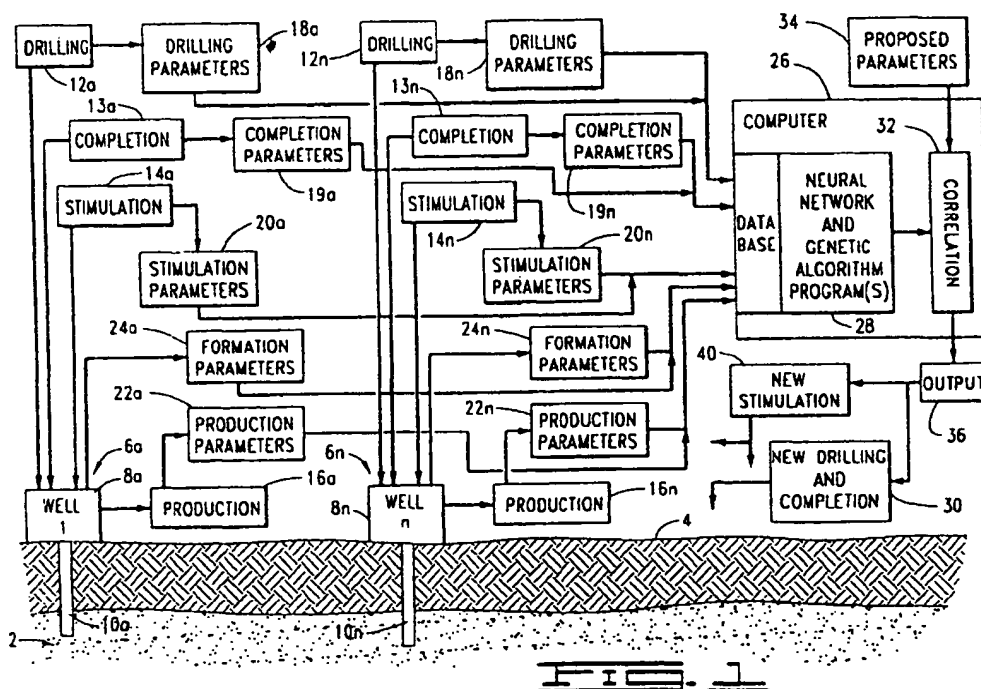 DRILLING
12a
DRILLING
PARAMETERS
18a
DRILLING
12n
DRILLING
PARAMETERS
18n
34
PROPOSED
PARAMETERS
26
13a
COMPLETION
COMPLETION
PARAMETERS
19a
13n
COMPLETION
COMPLETION
PARAMETERS
19n
COMPUTER
32
DATA
BASE
NEURAL
NETWORK
AND
GENETIC
ALGORITHM
PROGRAM(S)
28
CORRELATION
14a
STIMULATION
20a
STIMULATION
PARAMETERS
STIMULATION
14n
20n
STIMULATION
PARAMETERS
24a
FORMATION
PARAMETERS
24n
FORMATION
PARAMETERS
40
NEW
STIMULATION
OUTPUT
36
22a
PRODUCTION
PARAMETERS
22n
PRODUCTION
PARAMETERS
NEW DRILLING
AND
COMPLETION
30
6a
8a
WELL
1
PRODUCTION
16a
6n
8n
WELL
n
PRODUCTION
16n
4
2
10a
10n
FIG. 1